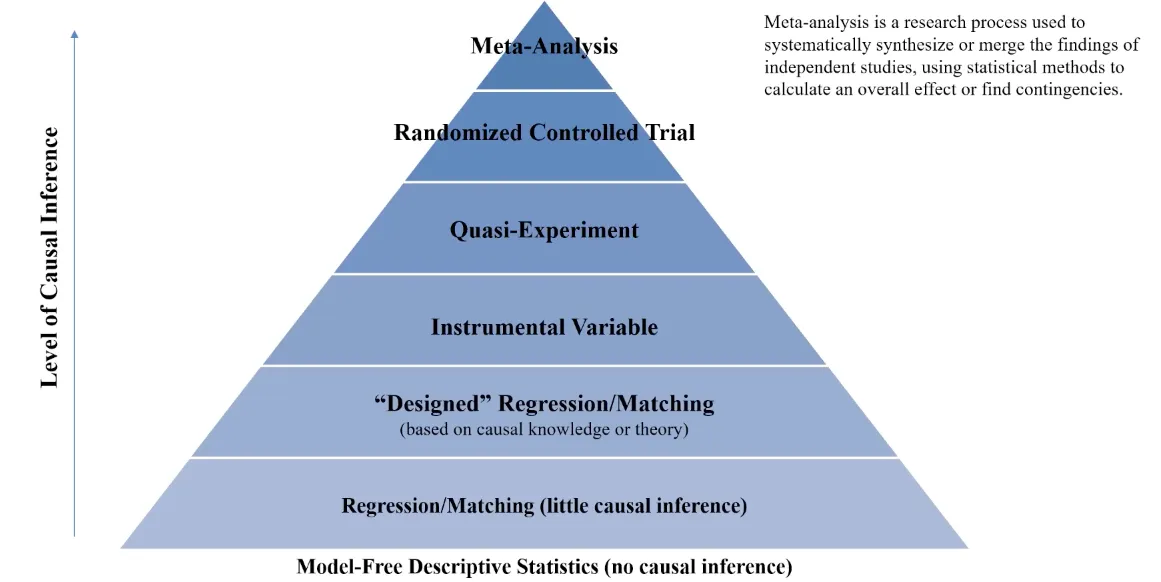 Meta-analysis is a research process used to
systematically synthesize or merge the findings of
independent studies, using statistical methods to
calculate an overall effect or find contingencies.
Level of Causal Inference
Meta-Analysis
Randomized Controlled Trial
Quasi-Experiment
Instrumental Variable
“Designed” Regression/Matching
(based on causal knowledge or theory)
Regression/Matching (little causal inference)
Model-Free Descriptive Statistics (no causal inference)